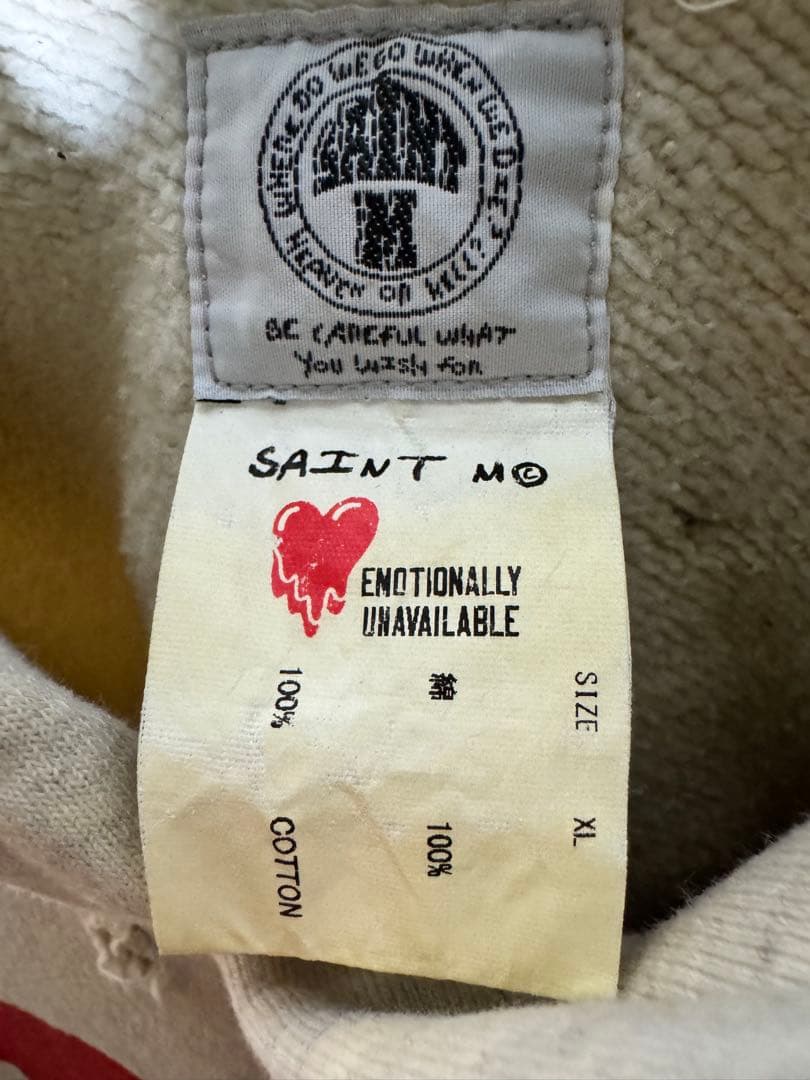 WHERE DO WE GO WHEN WE DIE?
HEAVEN OR HELL?
SAINT
M
BE CAREFUL WHAT
You WISH FOR
SAINT M©
EMOTIONALLY
UNAVAILABLE
SIZE XL
綿 100%
100% COTTON